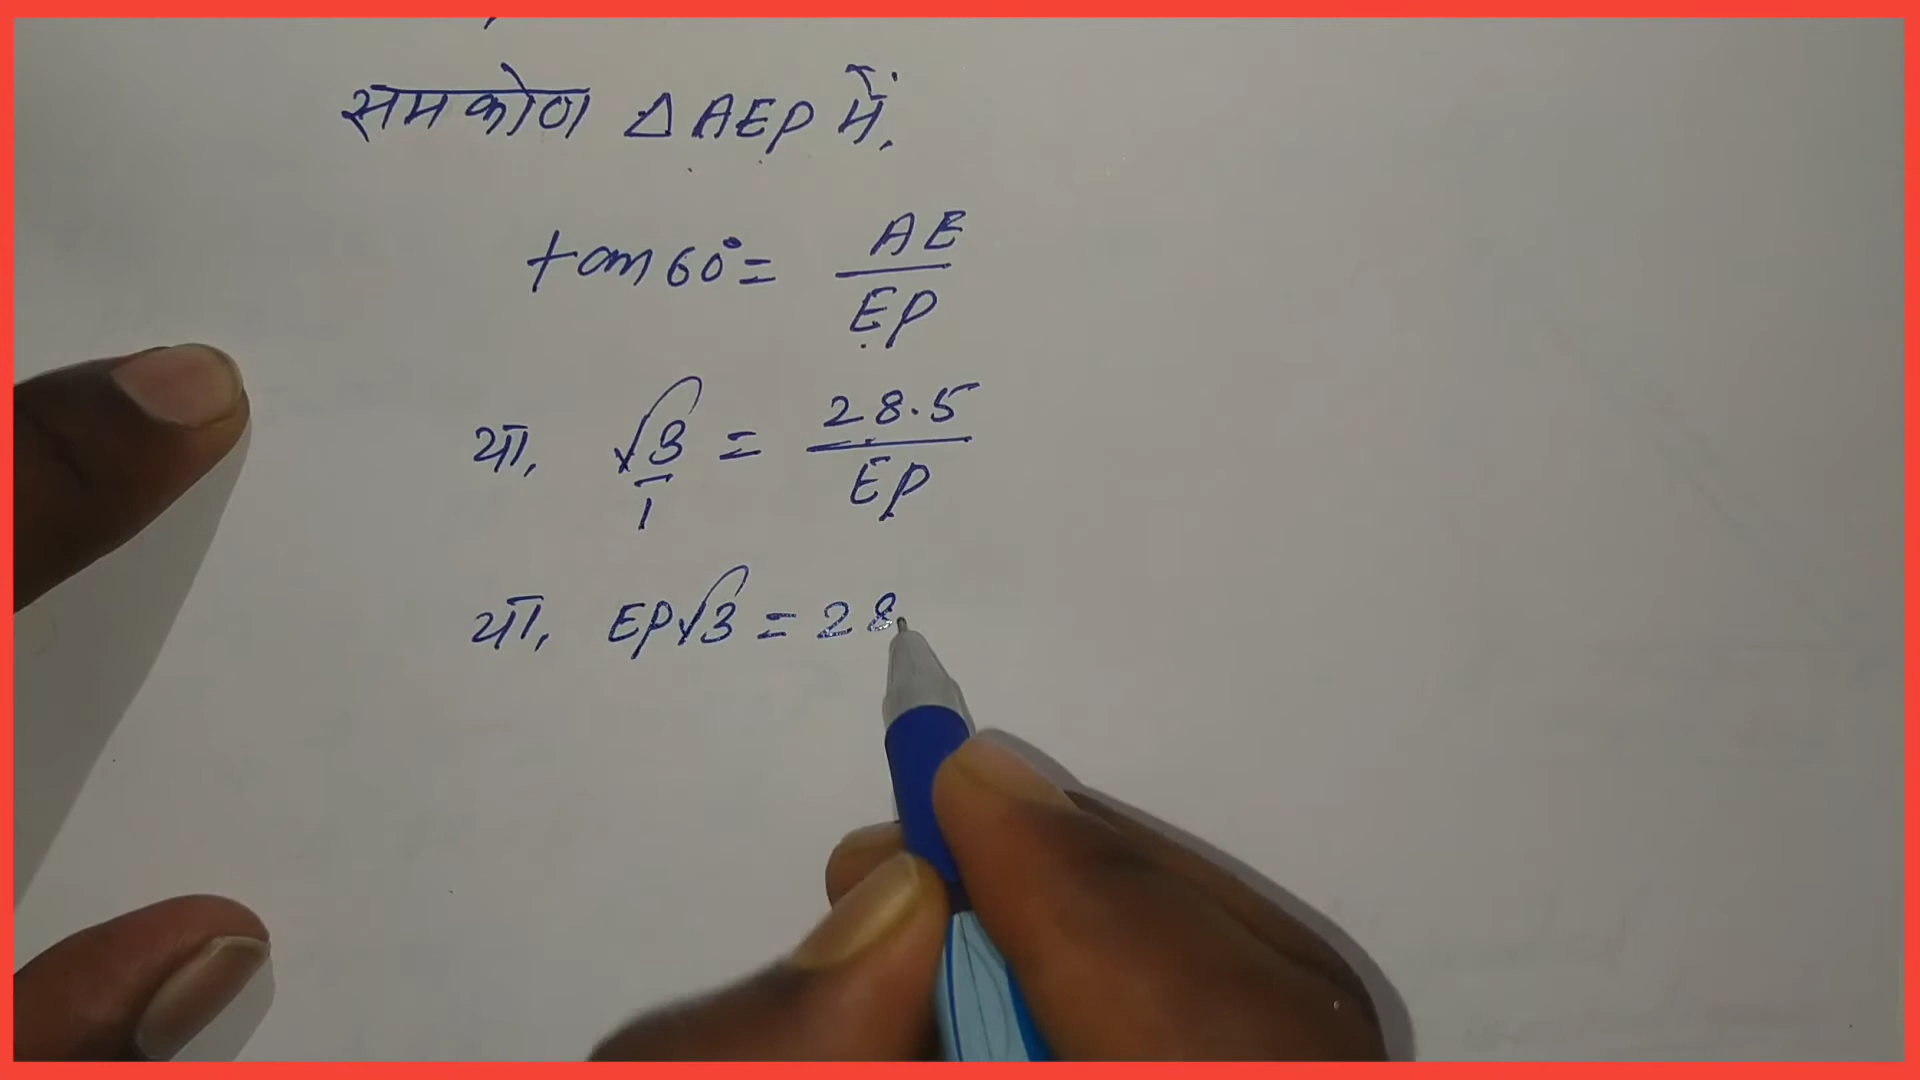 समकोण △AEP में,
tan 60° = AE/EP
या, √3/1 = 28.5/EP
या, EP√3 = 28.